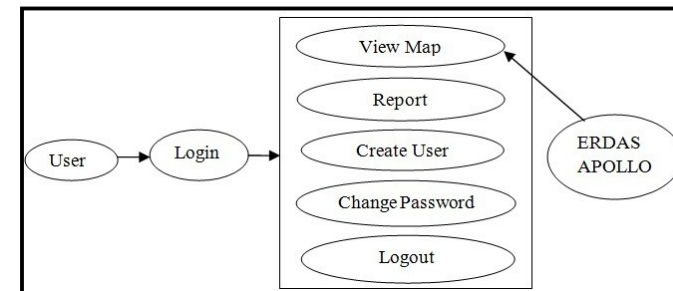 View Map
Report
Create User
Change Password
Logout
User
Login
ERDAS
APOLLO